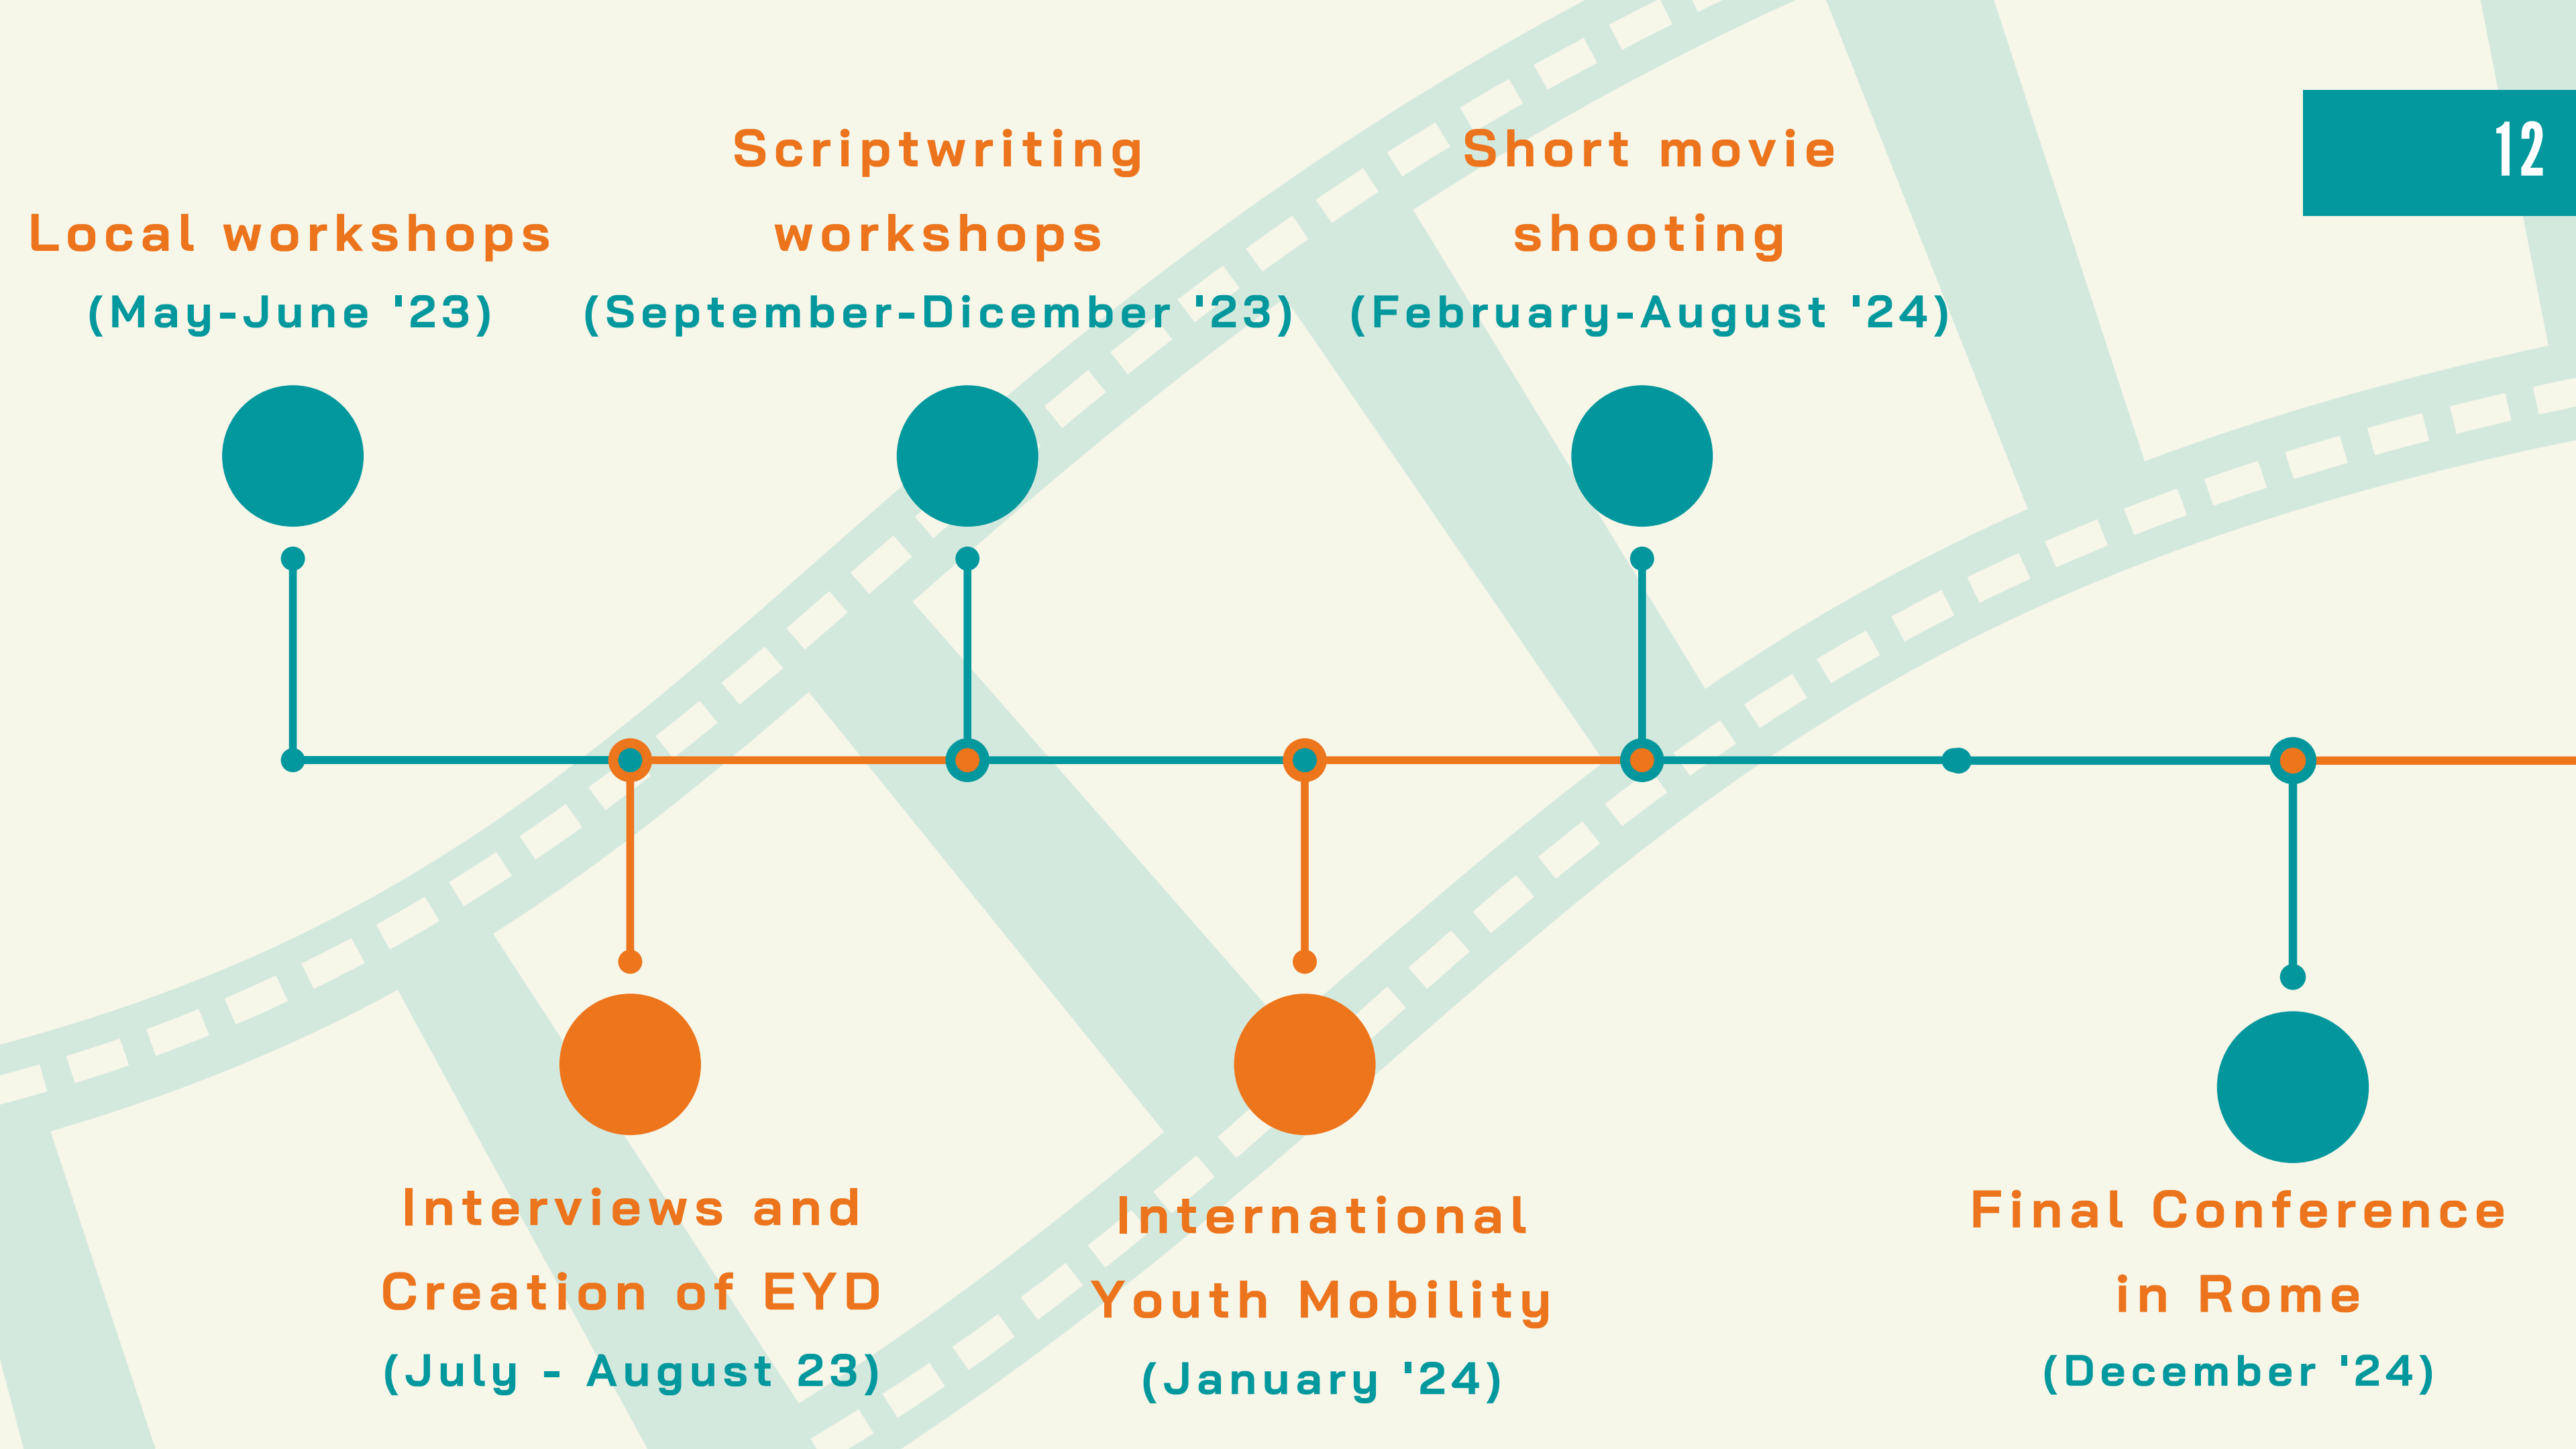 12
Local workshops
(May-June '23)
Scriptwriting
workshops
(September-Dicember '23)
Short movie
shooting
(February-August '24)
Interviews and
Creation of EYD
(July - August 23)
International
Youth Mobility
(January '24)
Final Conference
in Rome
(December '24)